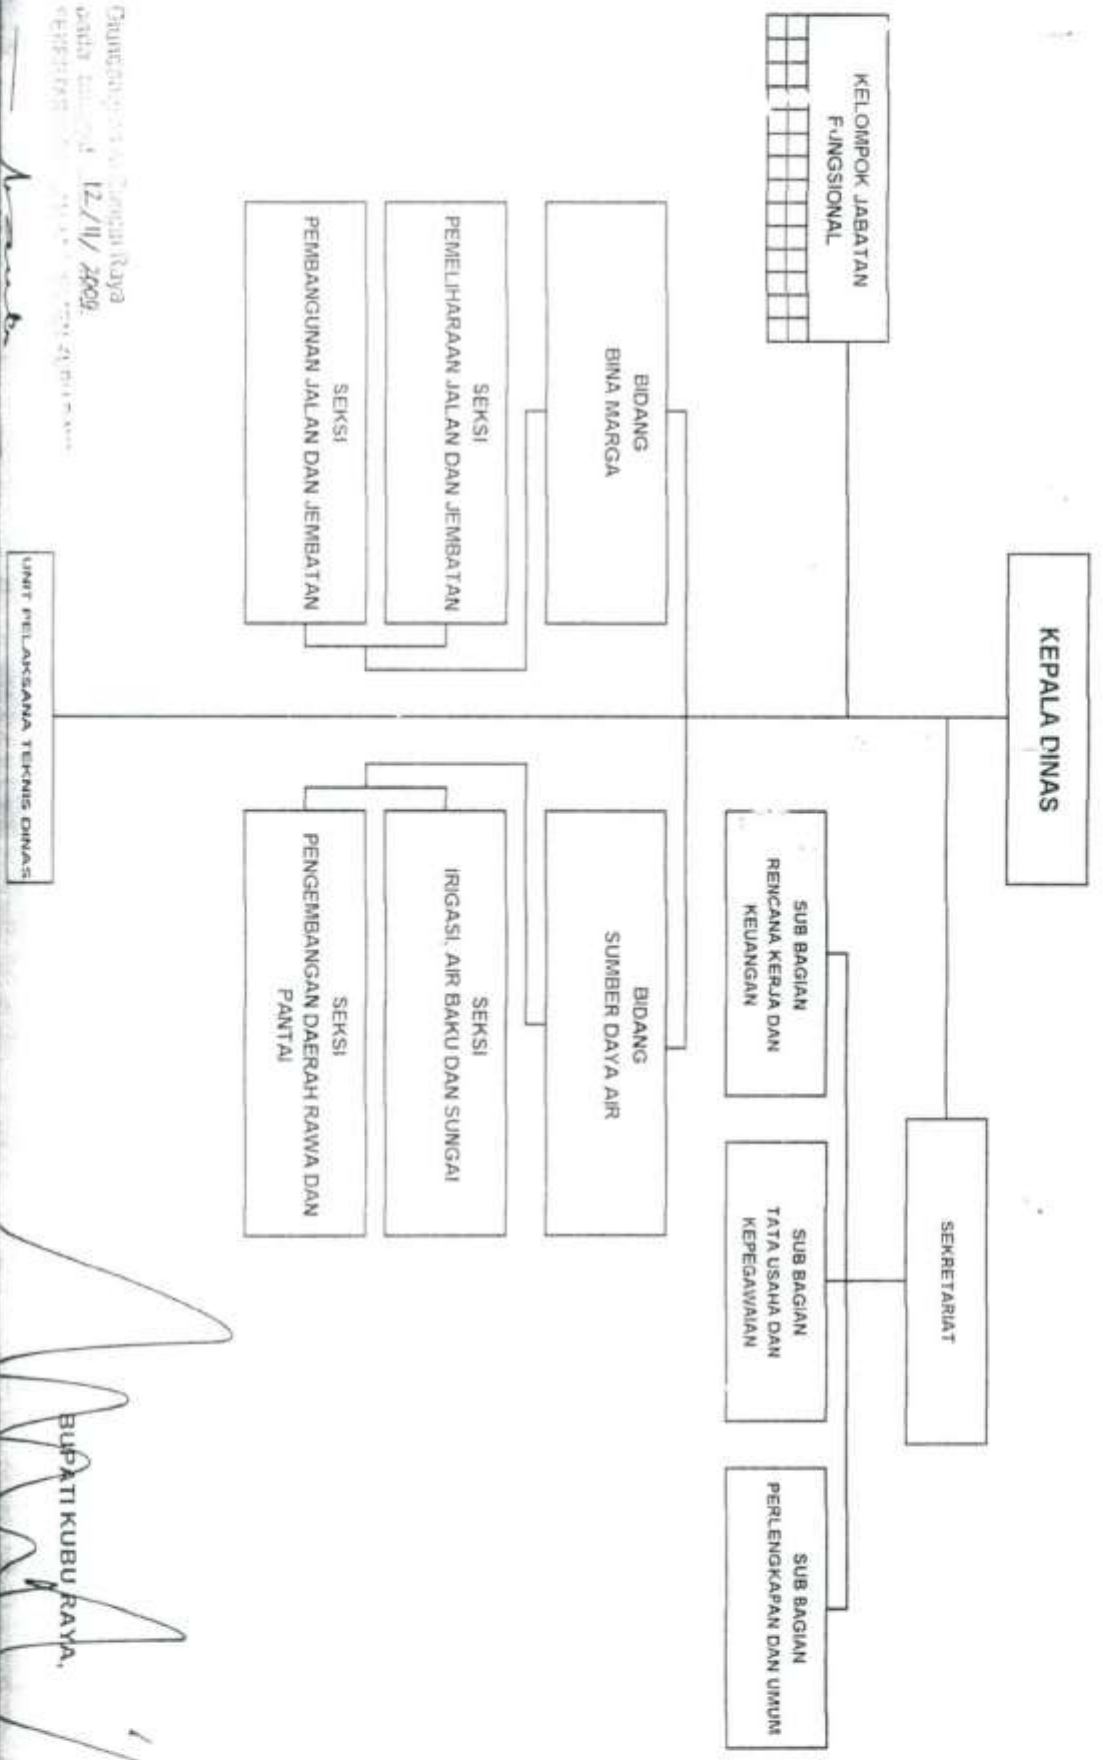 KEPALA DINAS
KELOMPOK JABATAN
FUNGSIONAL
SEKRETARIAT
SUB BAGIAN
RENCANA KERJA DAN
KEUANGAN
SUB BAGIAN
TATA USAHA DAN
KEPEGAWAIAN
SUB BAGIAN
PERLENGKAPAN DAN UMUM
BIDANG
BINA MARGA
BIDANG
SUMBER DAYA AIR
SEKSI
PEMELIHARAAN JALAN DAN JEMBATAN
SEKSI
IRIGASI, AIR BAKU DAN SUNGAI
SEKSI
PEMBANGUNAN JALAN DAN JEMBATAN
SEKSI
PENGEMBANGAN DAERAH RAWA DAN
PANTAI
Raya
pada 12/11/2009.
UNIT PELAKSANA TEKNIS DINAS
BUPATI KUBU RAYA,